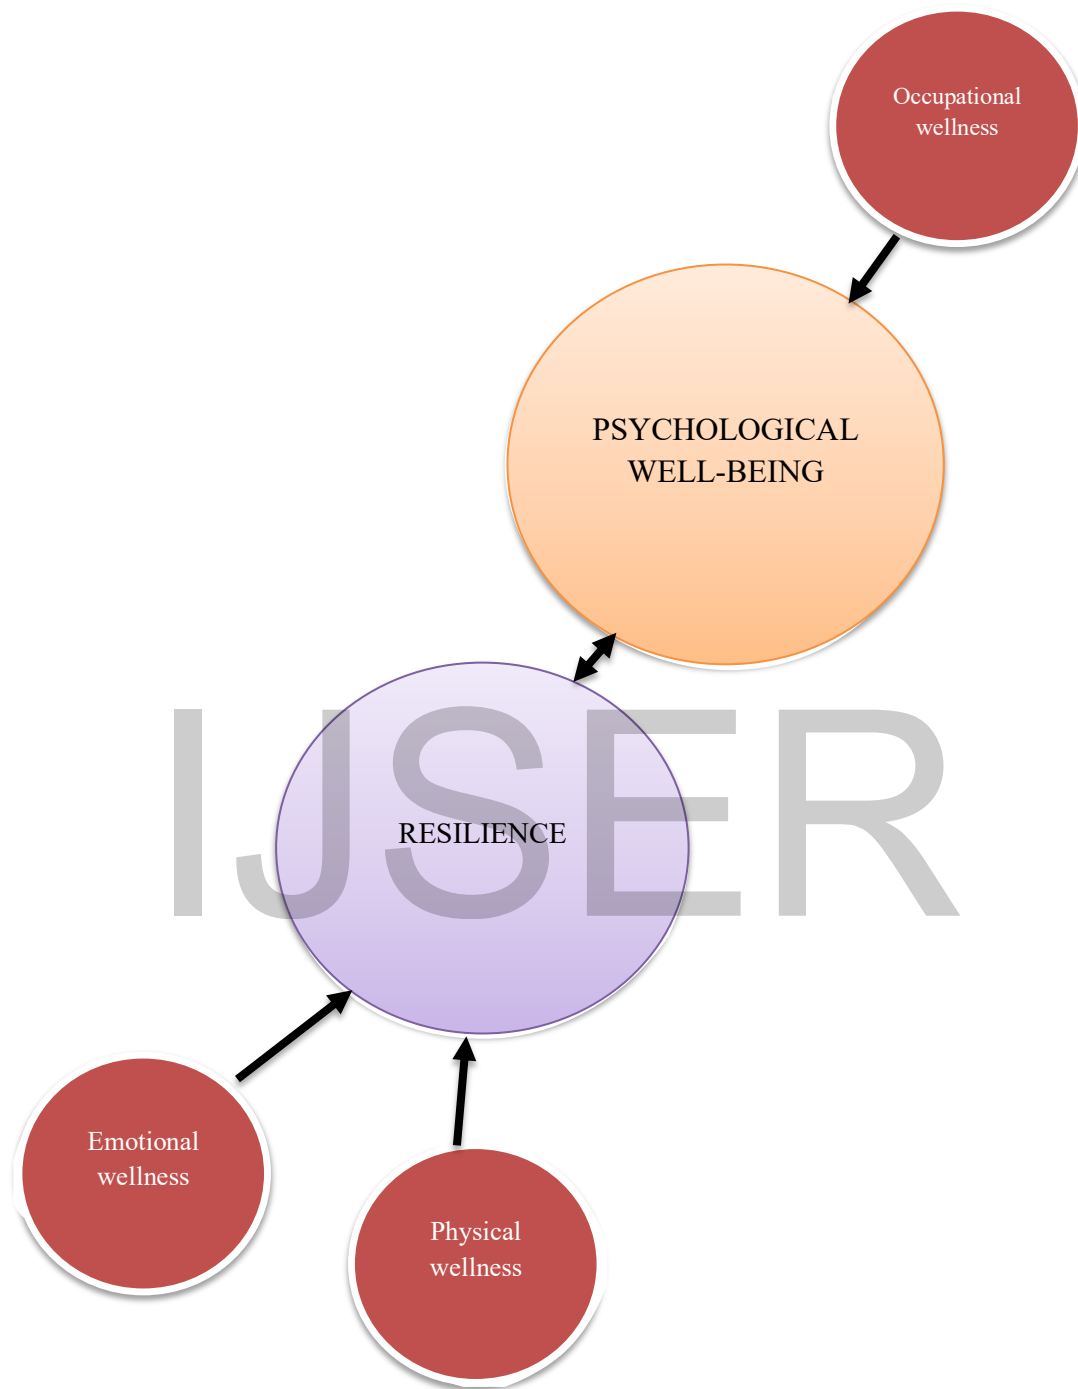 Occupational
wellness
PSYCHOLOGICAL
WELL-BEING
IJSER
RESILIENCE
Emotional
wellness
Physical
wellness